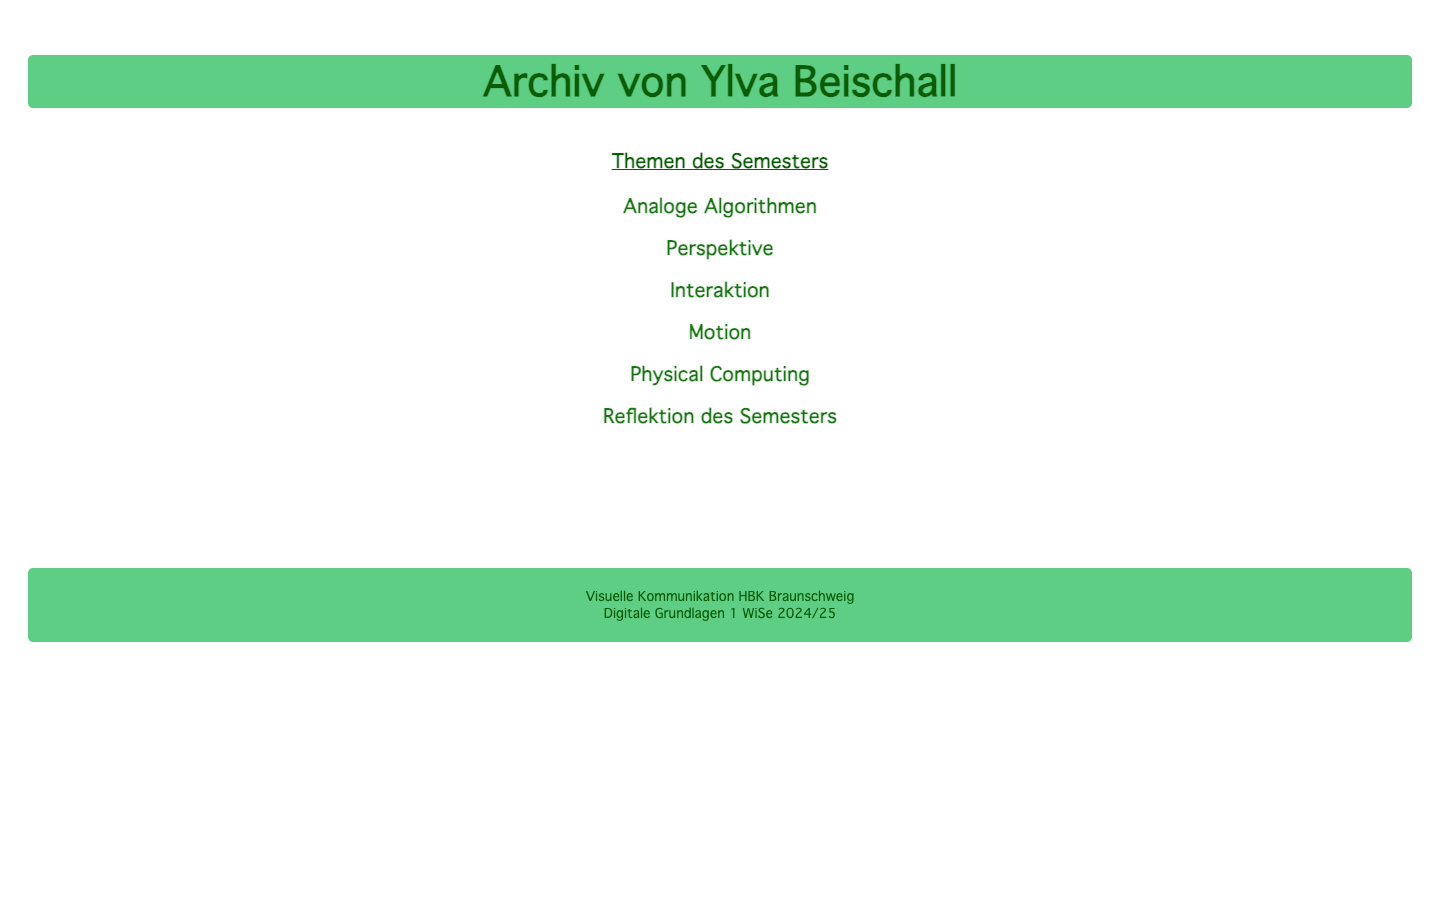 Archiv von Ylva Beischall
Themen des Semesters
Analoge Algorithmen
Perspektive
Interaktion
Motion
Physical Computing
Reflektion des Semesters
Visuelle Kommunikation HBK Braunschweig
Digitale Grundlagen 1 WiSe 2024/25